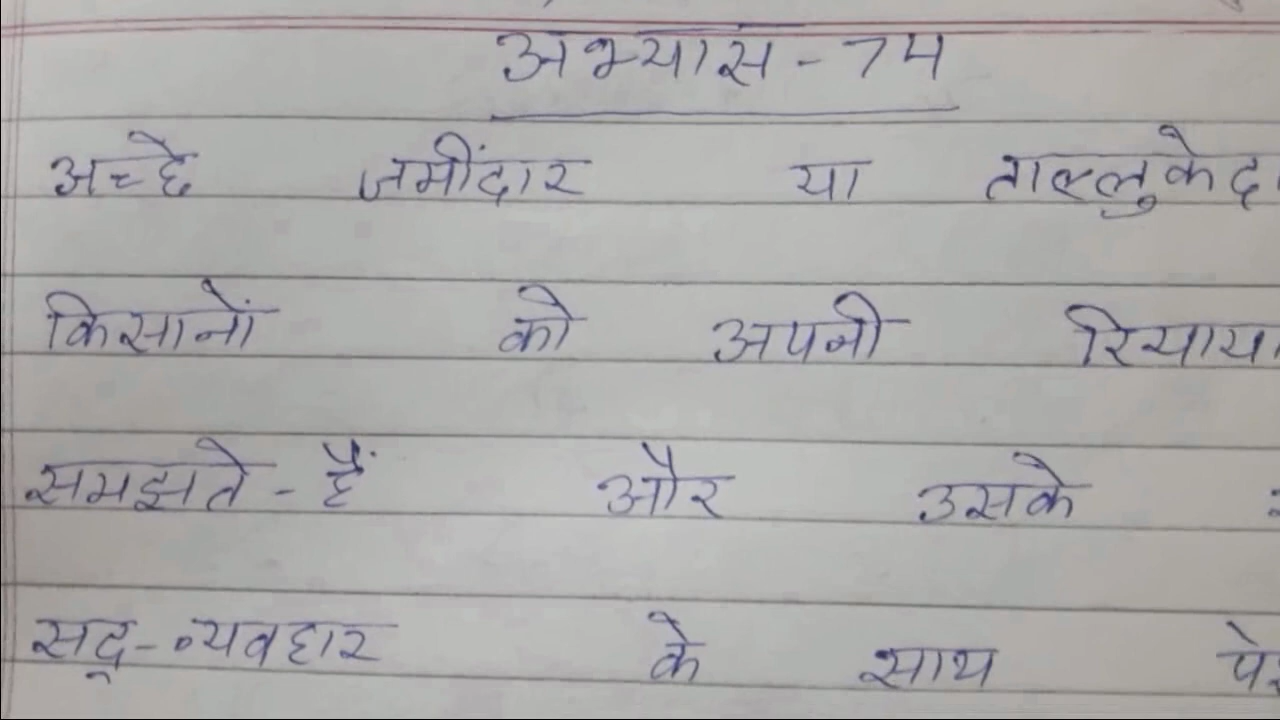 अभ्यास - 74
अच्छे जमींदार या ताल्लुकेद
किसानों को अपनी रियाया
समझते - हैं और उसके
सद्-व्यवहार के साथ